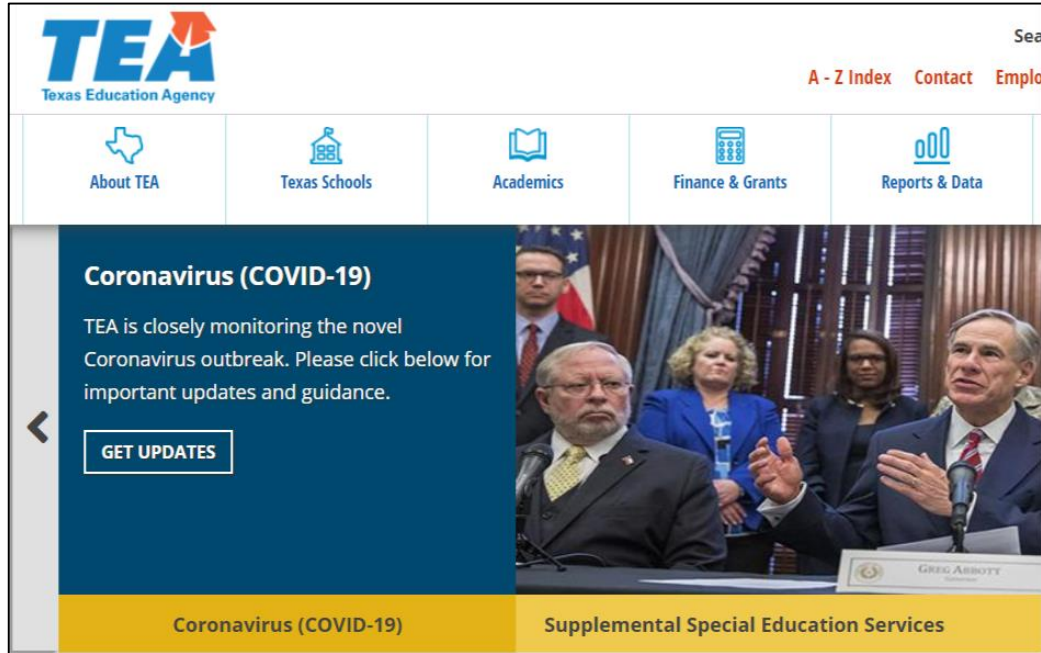 TEA
Texas Education Agency
Sea
A - Z Index Contact Emplo
About TEA Texas Schools Academics Finance & Grants Reports & Data
Coronavirus (COVID-19)
TEA is closely monitoring the novel
Coronavirus outbreak. Please click below for
important updates and guidance.
GET UPDATES
GREG ABBOTT
Governor
Coronavirus (COVID-19) Supplemental Special Education Services